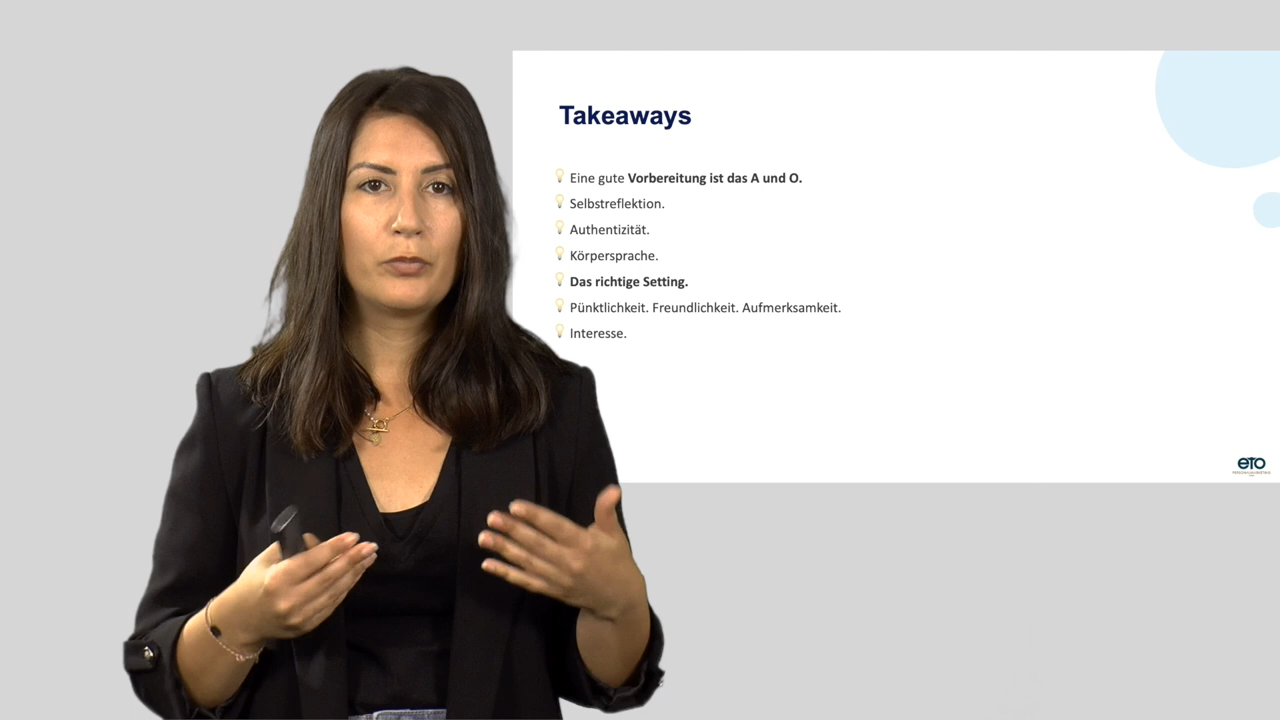 Takeaways
Eine gute Vorbereitung ist das A und O.
Selbstreflektion.
Authentizität.
Körpersprache.
Das richtige Setting.
Pünktlichkeit. Freundlichkeit. Aufmerksamkeit.
Interesse.
eTO